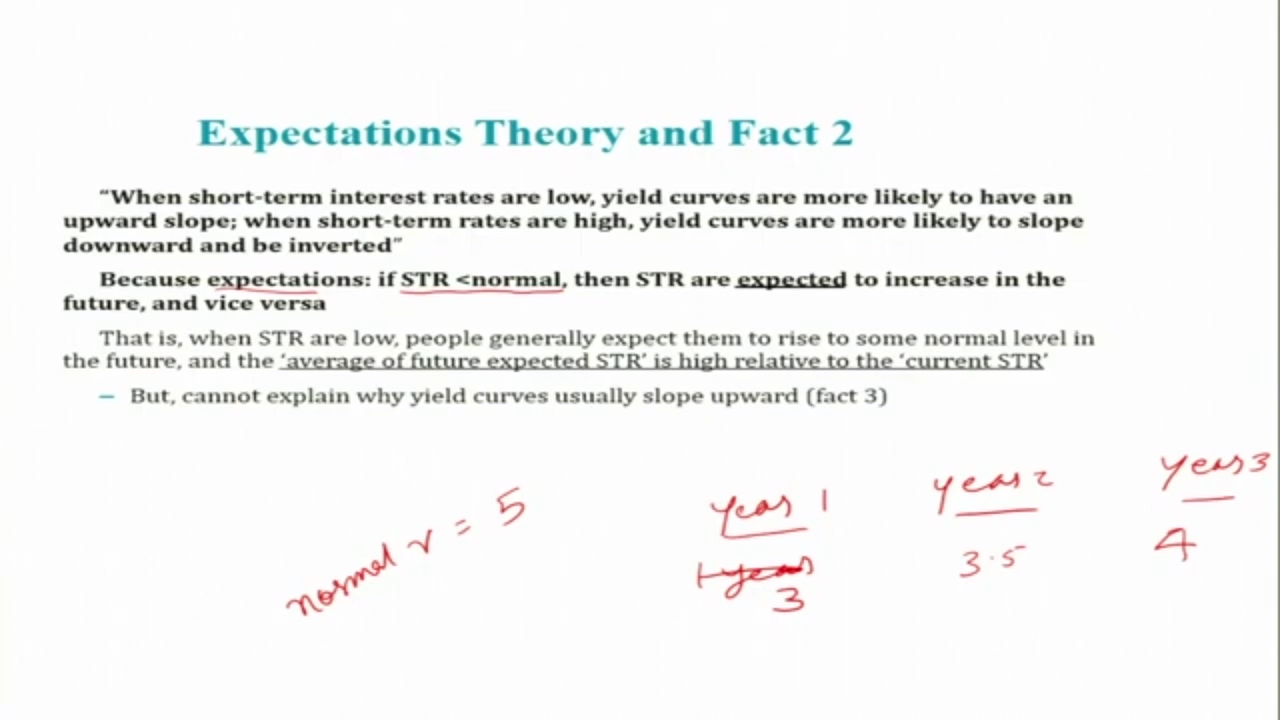 Expectations Theory and Fact 2
“When short-term interest rates are low, yield curves are more likely to have an
upward slope; when short-term rates are high, yield curves are more likely to slope
downward and be inverted”
Because expectations: if STR <normal, then STR are expected to increase in the
future, and vice versa
That is, when STR are low, people generally expect them to rise to some normal level in
the future, and the ‘average of future expected STR’ is high relative to the ‘current STR’
– But, cannot explain why yield curves usually slope upward (fact 3)
normal r = 5
year 1 year 2 year 3
1 year
3 3.5 4